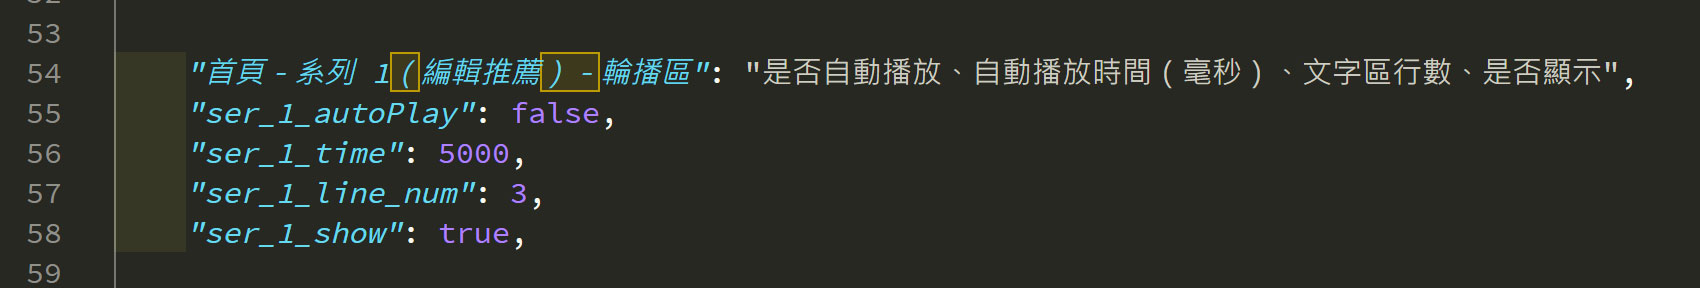 53
54 "首頁－系列 1（編輯推薦）－輪播區": "是否自動播放、自動播放時間（毫秒）、文字區行數、是否顯示",
55 "ser_1_autoPlay": false,
56 "ser_1_time": 5000,
57 "ser_1_line_num": 3,
58 "ser_1_show": true,
59